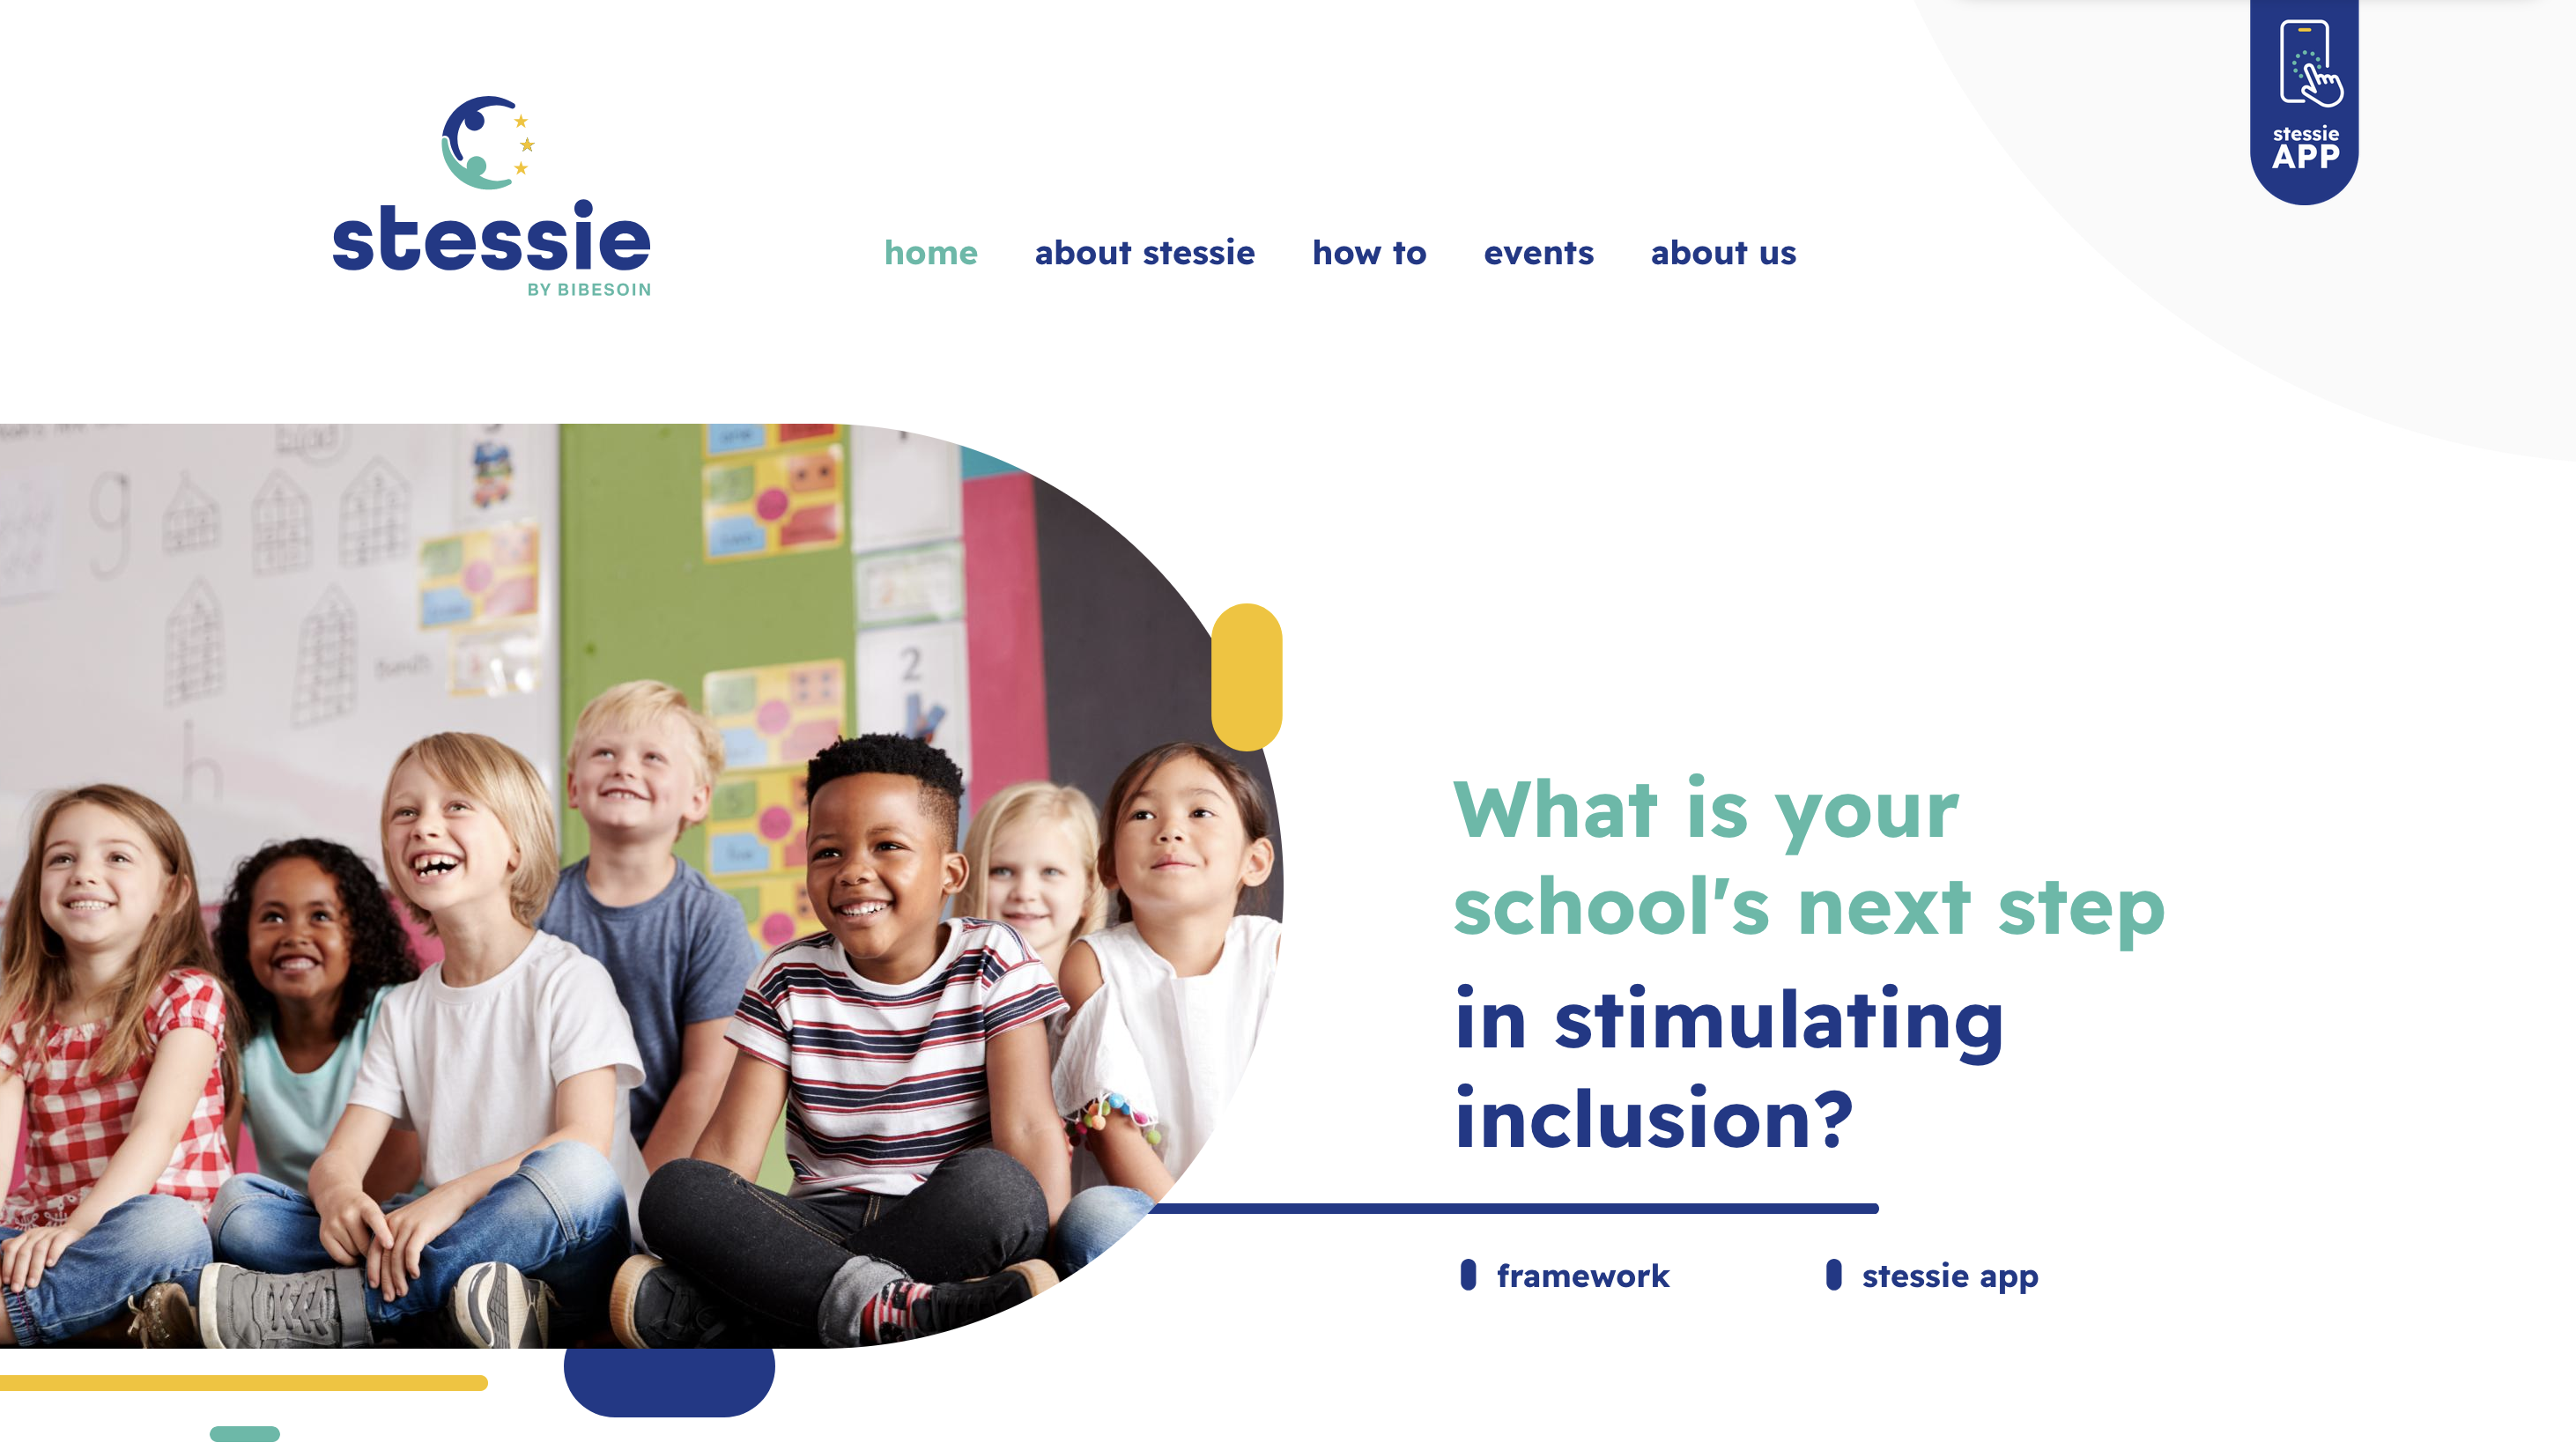 stessie
APP
stessie
BY BIBESOIN
home about stessie how to events about us
g
h
2
What is your
school's next step
in stimulating
inclusion?
framework stessie app